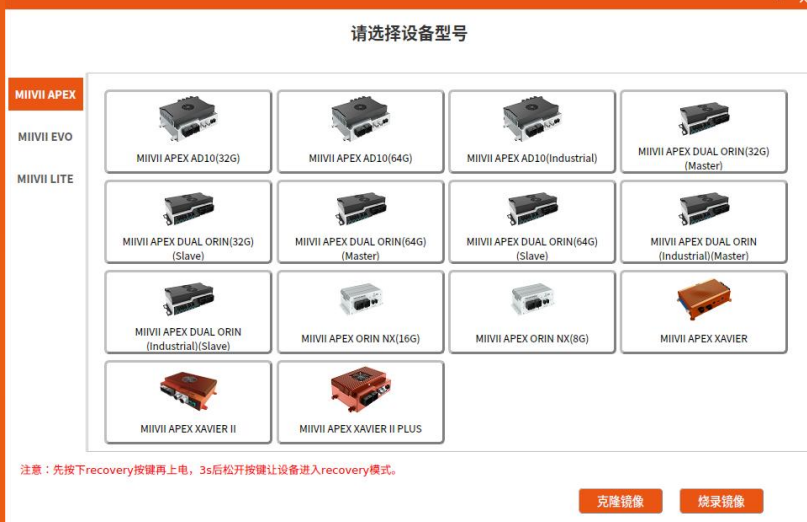 请选择设备型号
MIIVII APEX
MIIVII EVO
MIIVII LITE
MIIVII APEX AD10(32G)
MIIVII APEX AD10(64G)
MIIVII APEX AD10(Industrial)
MIIVII APEX DUAL ORIN(32G)
(Master)
MIIVII APEX DUAL ORIN(32G)
(Slave)
MIIVII APEX DUAL ORIN(64G)
(Master)
MIIVII APEX DUAL ORIN(64G)
(Slave)
MIIVII APEX DUAL ORIN
(Industrial)(Master)
MIIVII APEX DUAL ORIN
(Industrial)(Slave)
MIIVII APEX ORIN NX(16G)
MIIVII APEX ORIN NX(8G)
MIIVII APEX XAVIER
MIIVII APEX XAVIER II
MIIVII APEX XAVIER II PLUS
注意：先按下recovery按键再上电，3s后松开按键让设备进入recovery模式。
克隆镜像
烧录镜像